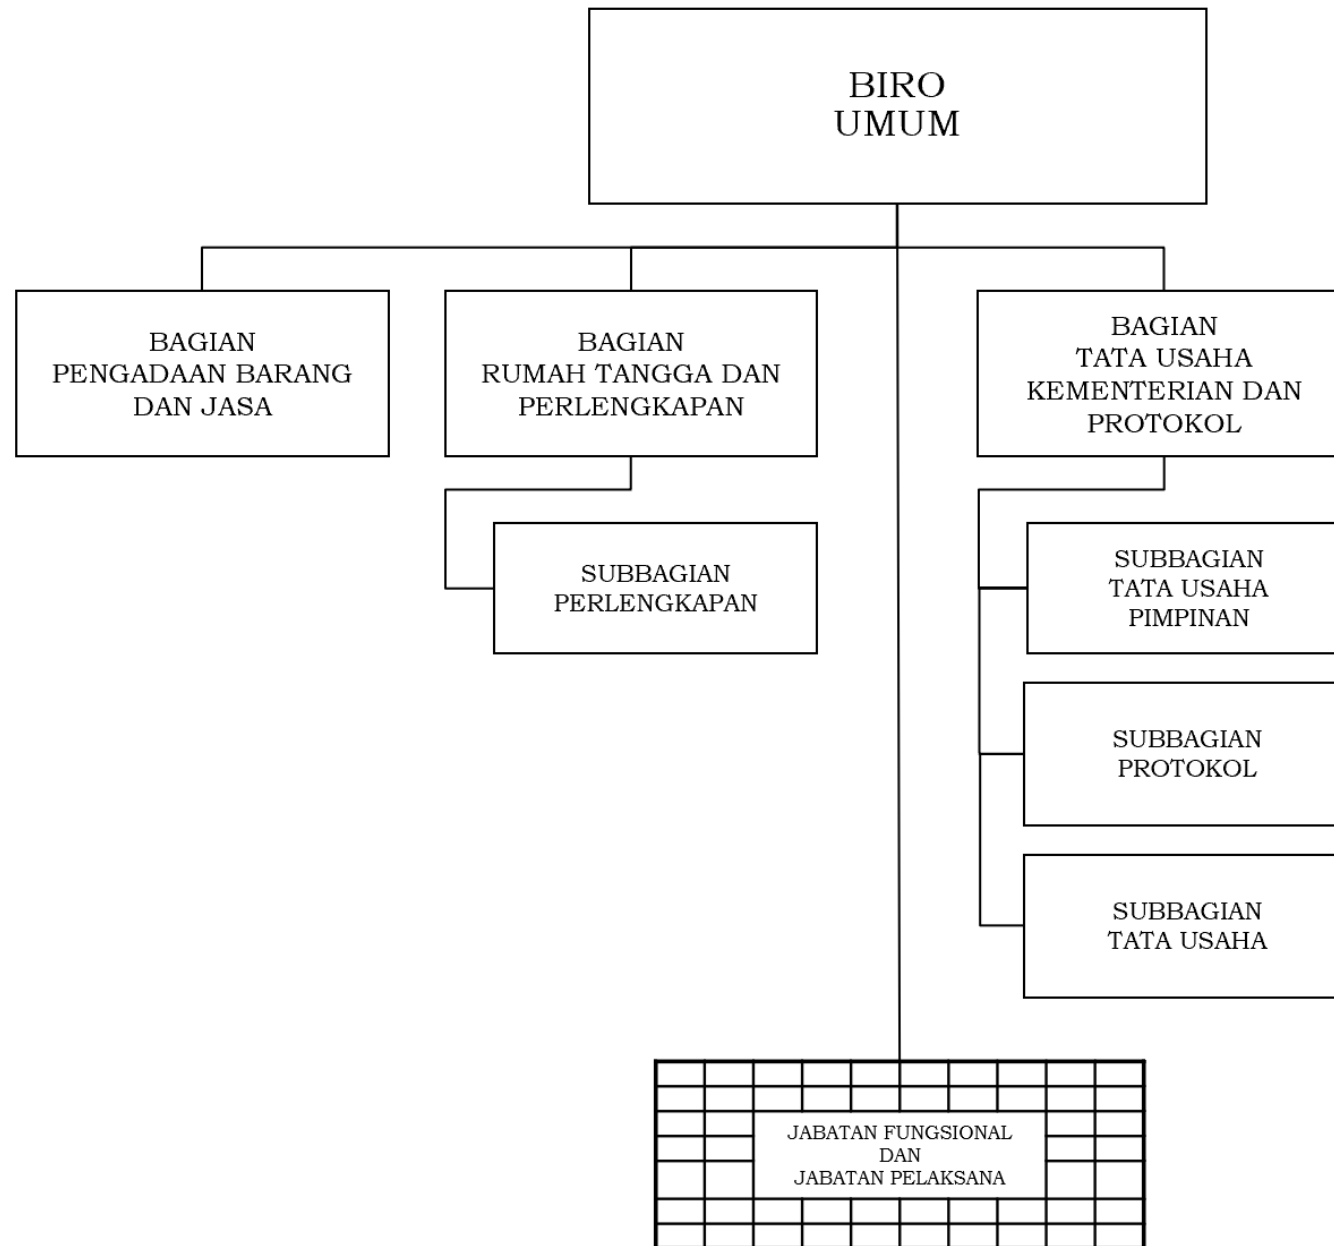 BIRO
UMUM
BAGIAN
PENGADAAN BARANG
DAN JASA
BAGIAN
RUMAH TANGGA DAN
PERLENGKAPAN
BAGIAN
TATA USAHA
KEMENTERIAN DAN
PROTOKOL
SUBBAGIAN
PERLENGKAPAN
SUBBAGIAN
TATA USAHA
PIMPINAN
SUBBAGIAN
PROTOKOL
SUBBAGIAN
TATA USAHA
JABATAN FUNGSIONAL
DAN
JABATAN PELAKSANA